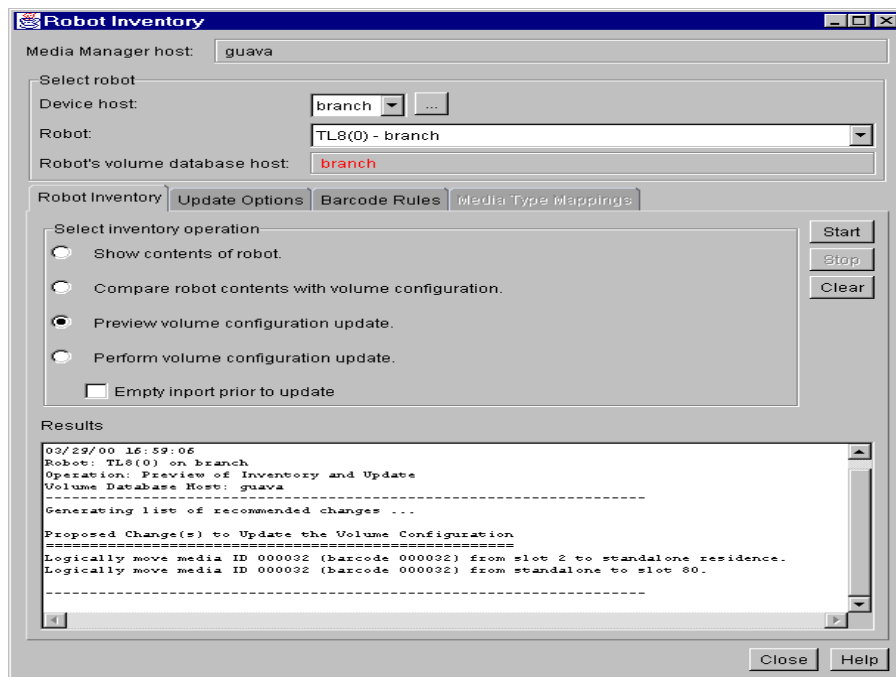 Robot Inventory
Media Manager host: guava
Select robot
Device host: branch ...
Robot: TL8(0) - branch
Robot's volume database host: branch
Robot Inventory Update Options Barcode Rules Media Type Mappings
Select inventory operation
Start
Show contents of robot.
Stop
Compare robot contents with volume configuration.
Clear
Preview volume configuration update.
Perform volume configuration update.
Empty inport prior to update
Results
03/29/00 16:59:06
Robot: TL8(0) on branch
Operation: Preview of Inventory and Update
Volume Database Host: guava
--------------------------------------------------------------------
Generating list of recommended changes ...
Proposed Change(s) to Update the Volume Configuration
=====================================================
Logically move media ID 000032 (barcode 000032) from slot 2 to standalone residence.
Logically move media ID 000032 (barcode 000032) from standalone to slot 80.
--------------------------------------------------------------------
Close Help